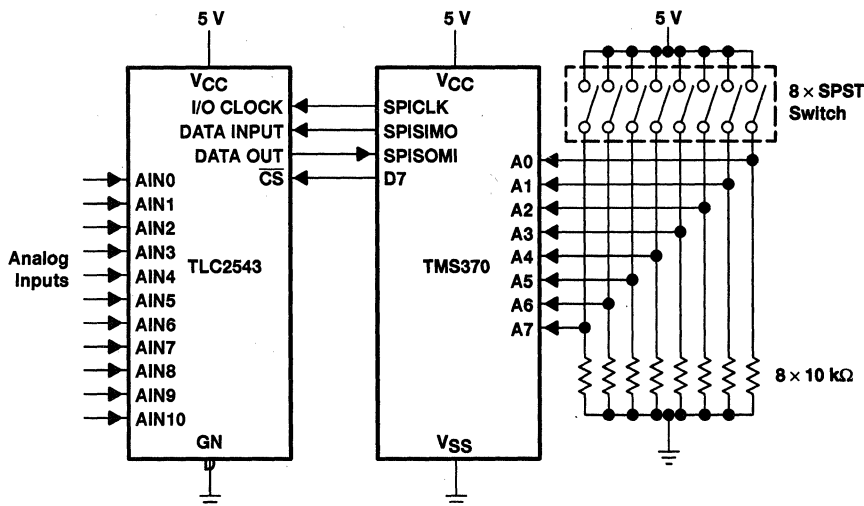 5 V
5 V
5 V
VCC
I/O CLOCK
DATA INPUT
DATA OUT
CS
AIN0
AIN1
AIN2
AIN3
AIN4
AIN5
AIN6
AIN7
AIN8
AIN9
AIN10
Analog
Inputs
TLC2543
GN
D
VCC
SPICLK
SPISIMO
SPISOMI
D7
TMS370
A0
A1
A2
A3
A4
A5
A6
A7
VSS
8 × SPST
Switch
8 × 10 kΩ